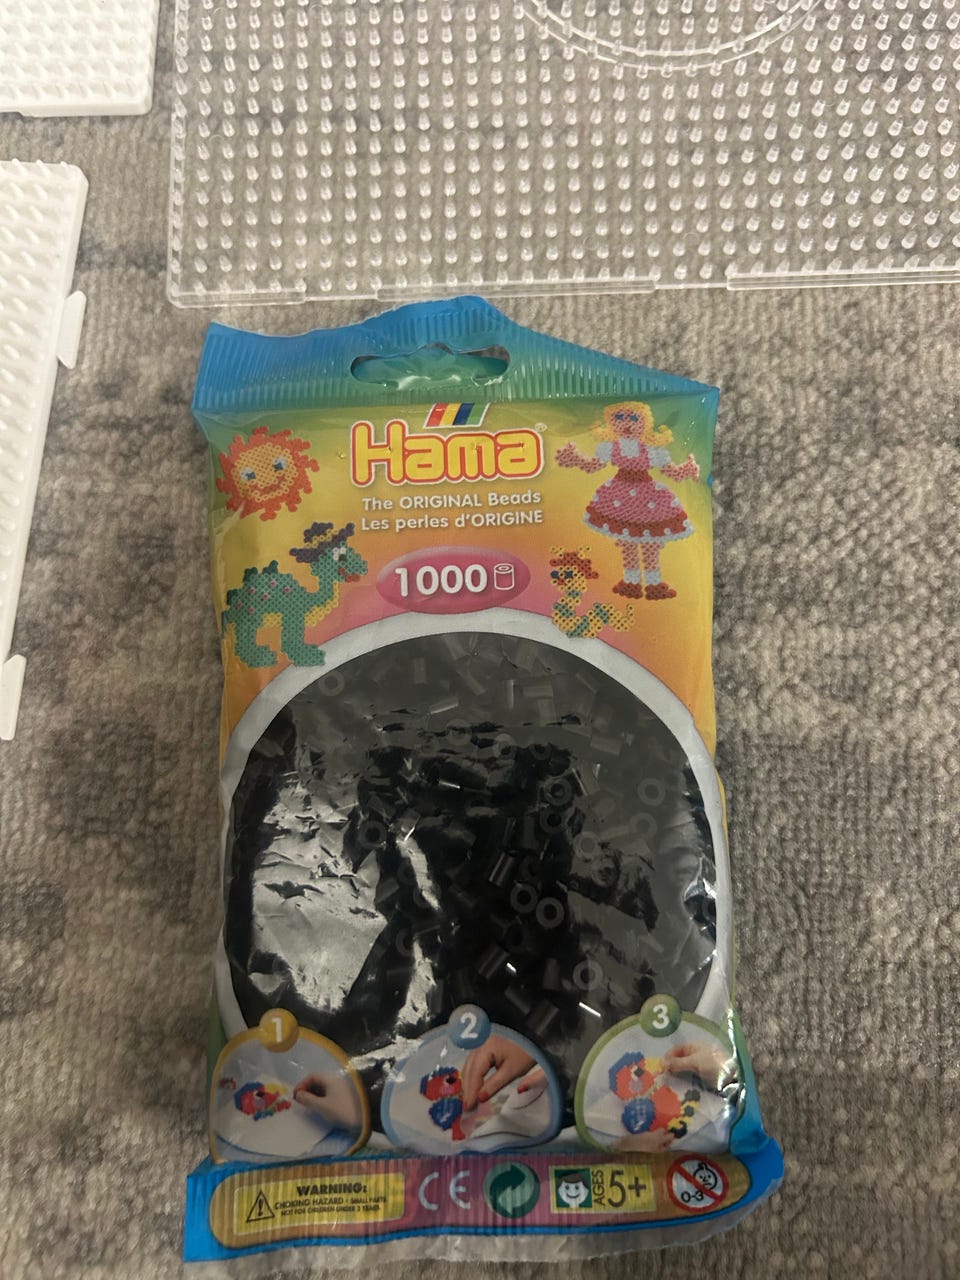 Hama®
The ORIGINAL Beads
Les perles d'ORIGINE
1000
1
2
3
WARNING:
CHOKING HAZARD - SMALL PARTS.
NOT FOR CHILDREN UNDER 3 YEARS.
CE
AGES
5+
0-3